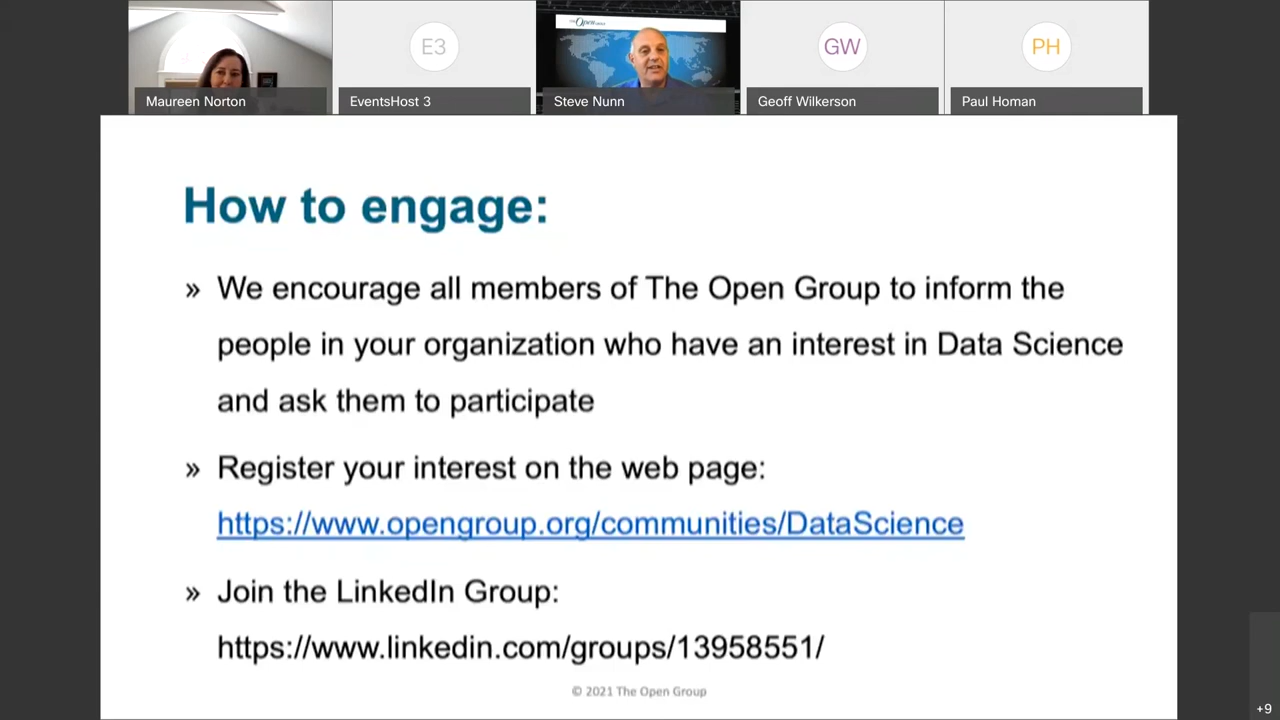 THE Open GROUP
E3
GW
PH
Maureen Norton
EventsHost 3
Steve Nunn
Geoff Wilkerson
Paul Homan
How to engage:
» We encourage all members of The Open Group to inform the
people in your organization who have an interest in Data Science
and ask them to participate
» Register your interest on the web page:
https://www.opengroup.org/communities/DataScience
» Join the LinkedIn Group:
https://www.linkedin.com/groups/13958551/
© 2021 The Open Group
+9